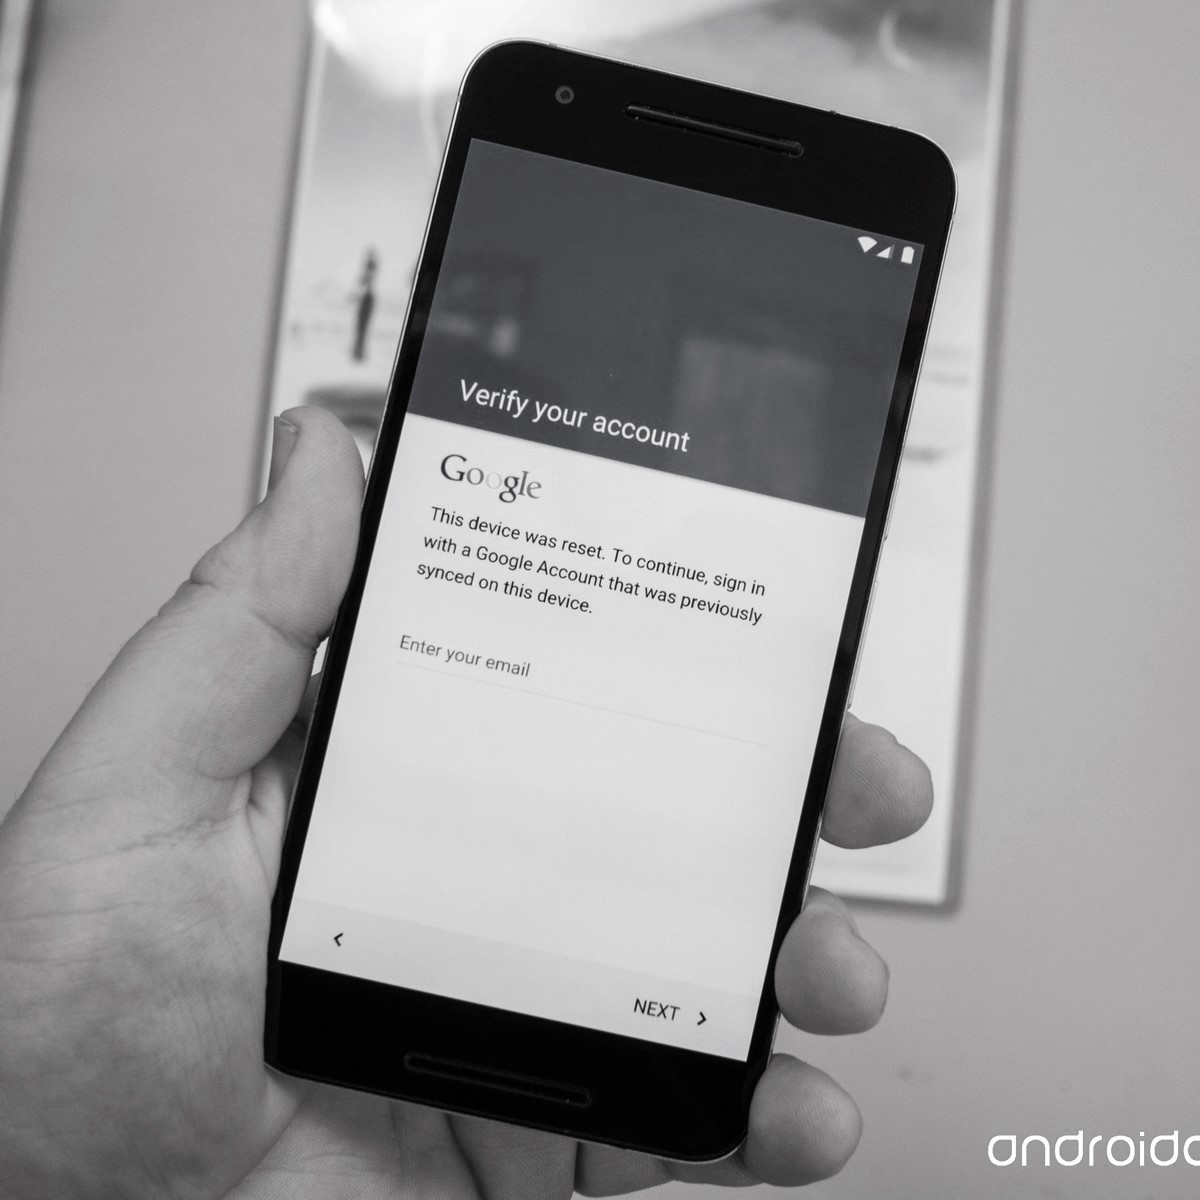 Verify your account
Google
This device was reset. To continue, sign in
with a Google Account that was previously
synced on this device.
Enter your email
NEXT